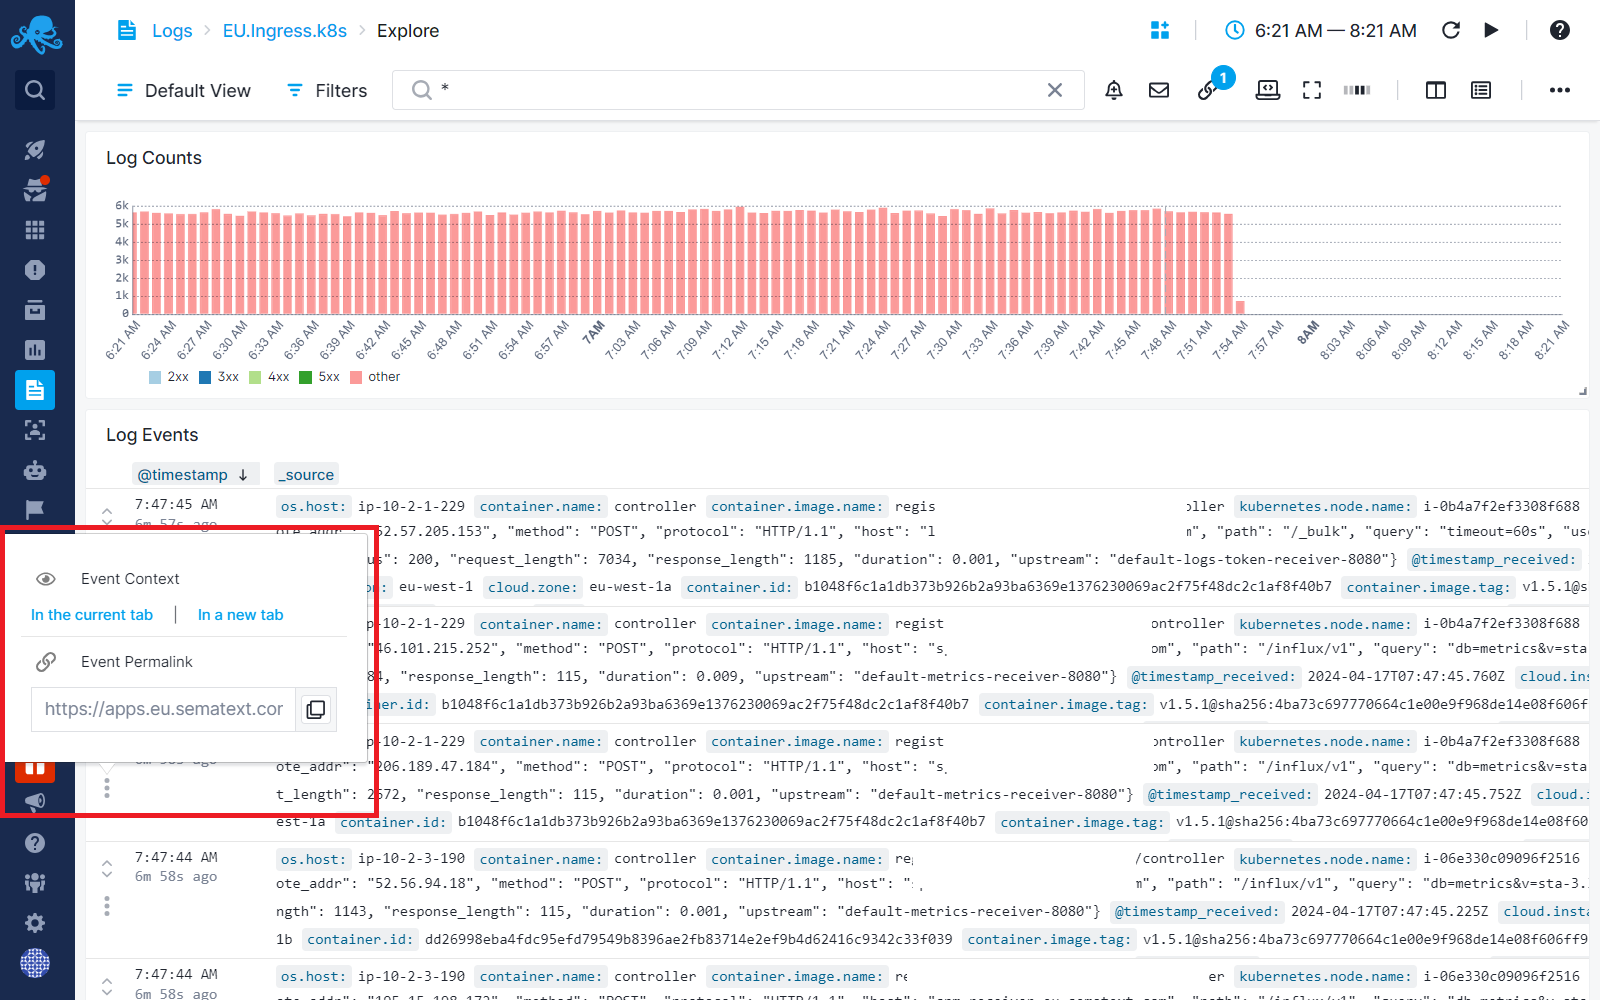 Logs > EU.Ingress.k8s > Explore
6:21 AM — 8:21 AM
Default View Filters * 1
Log Counts
6k
5k
4k
3k
2k
1k
0
6:21 AM 6:24 AM 6:27 AM 6:30 AM 6:33 AM 6:36 AM 6:39 AM 6:42 AM 6:45 AM 6:48 AM 6:51 AM 6:54 AM 6:57 AM 7AM 7:03 AM 7:06 AM 7:09 AM 7:12 AM 7:15 AM 7:18 AM 7:21 AM 7:24 AM 7:27 AM 7:30 AM 7:33 AM 7:36 AM 7:39 AM 7:42 AM 7:45 AM 7:48 AM 7:51 AM 7:54 AM 7:57 AM 8AM 8:03 AM 8:06 AM 8:09 AM 8:12 AM 8:15 AM 8:18 AM 8:21 AM
2xx 3xx 4xx 5xx other
Log Events
@timestamp ↓ _source
7:47:45 AM os.host: ip-10-2-1-229 container.name: controller container.image.name: regis oller kubernetes.node.name: i-0b4a7f2ef3308f688
6m 57s ago
ote_addr": "52.57.205.153", "method": "POST", "protocol": "HTTP/1.1", "host": "l m", "path": "/_bulk", "query": "timeout=60s", "use
us": 200, "request_length": 7034, "response_length": 1185, "duration": 0.001, "upstream": "default-logs-token-receiver-8080"} @timestamp_received:
on: eu-west-1 cloud.zone: eu-west-1a container.id: b1048f6c1a1db373b926b2a93ba6369e1376230069ac2f75f48dc2c1af8f40b7 container.image.tag: v1.5.1@s
Event Context
In the current tab | In a new tab
Event Permalink
https://apps.eu.sematext.cor
p-10-2-1-229 container.name: controller container.image.name: regist ontroller kubernetes.node.name: i-0b4a7f2ef3308f688
"46.101.215.252", "method": "POST", "protocol": "HTTP/1.1", "host": "s om", "path": "/influx/v1", "query": "db=metrics&v=sta
84, "response_length": 115, "duration": 0.009, "upstream": "default-metrics-receiver-8080"} @timestamp_received: 2024-04-17T07:47:45.760Z cloud.ins
iner.id: b1048f6c1a1db373b926b2a93ba6369e1376230069ac2f75f48dc2c1af8f40b7 container.image.tag: v1.5.1@sha256:4ba73c697770664c1e00e9f968de14e08f606f
p-10-2-1-229 container.name: controller container.image.name: regist ontroller kubernetes.node.name: i-0b4a7f2ef3308f688
6m 58s ago
ote_addr": "206.189.47.184", "method": "POST", "protocol": "HTTP/1.1", "host": "s om", "path": "/influx/v1", "query": "db=metrics&v=sta
t_length": 2672, "response_length": 115, "duration": 0.001, "upstream": "default-metrics-receiver-8080"} @timestamp_received: 2024-04-17T07:47:45.752Z cloud.i
est-1a container.id: b1048f6c1a1db373b926b2a93ba6369e1376230069ac2f75f48dc2c1af8f40b7 container.image.tag: v1.5.1@sha256:4ba73c697770664c1e00e9f968de14e08f60
7:47:44 AM os.host: ip-10-2-3-190 container.name: controller container.image.name: re /controller kubernetes.node.name: i-06e330c09096f2516
6m 58s ago
ote_addr": "52.56.94.18", "method": "POST", "protocol": "HTTP/1.1", "host": " m", "path": "/influx/v1", "query": "db=metrics&v=sta-3.
ngth": 1143, "response_length": 115, "duration": 0.001, "upstream": "default-metrics-receiver-8080"} @timestamp_received: 2024-04-17T07:47:45.225Z cloud.insta
1b container.id: dd26998eba4fdc95efd79549b8396ae2fb83714e2ef9b4d62416c9342c33f039 container.image.tag: v1.5.1@sha256:4ba73c697770664c1e00e9f968de14e08f606ff9
7:47:44 AM os.host: ip-10-2-3-190 container.name: controller container.image.name: re er kubernetes.node.name: i-06e330c09096f2516
6m 58s ago